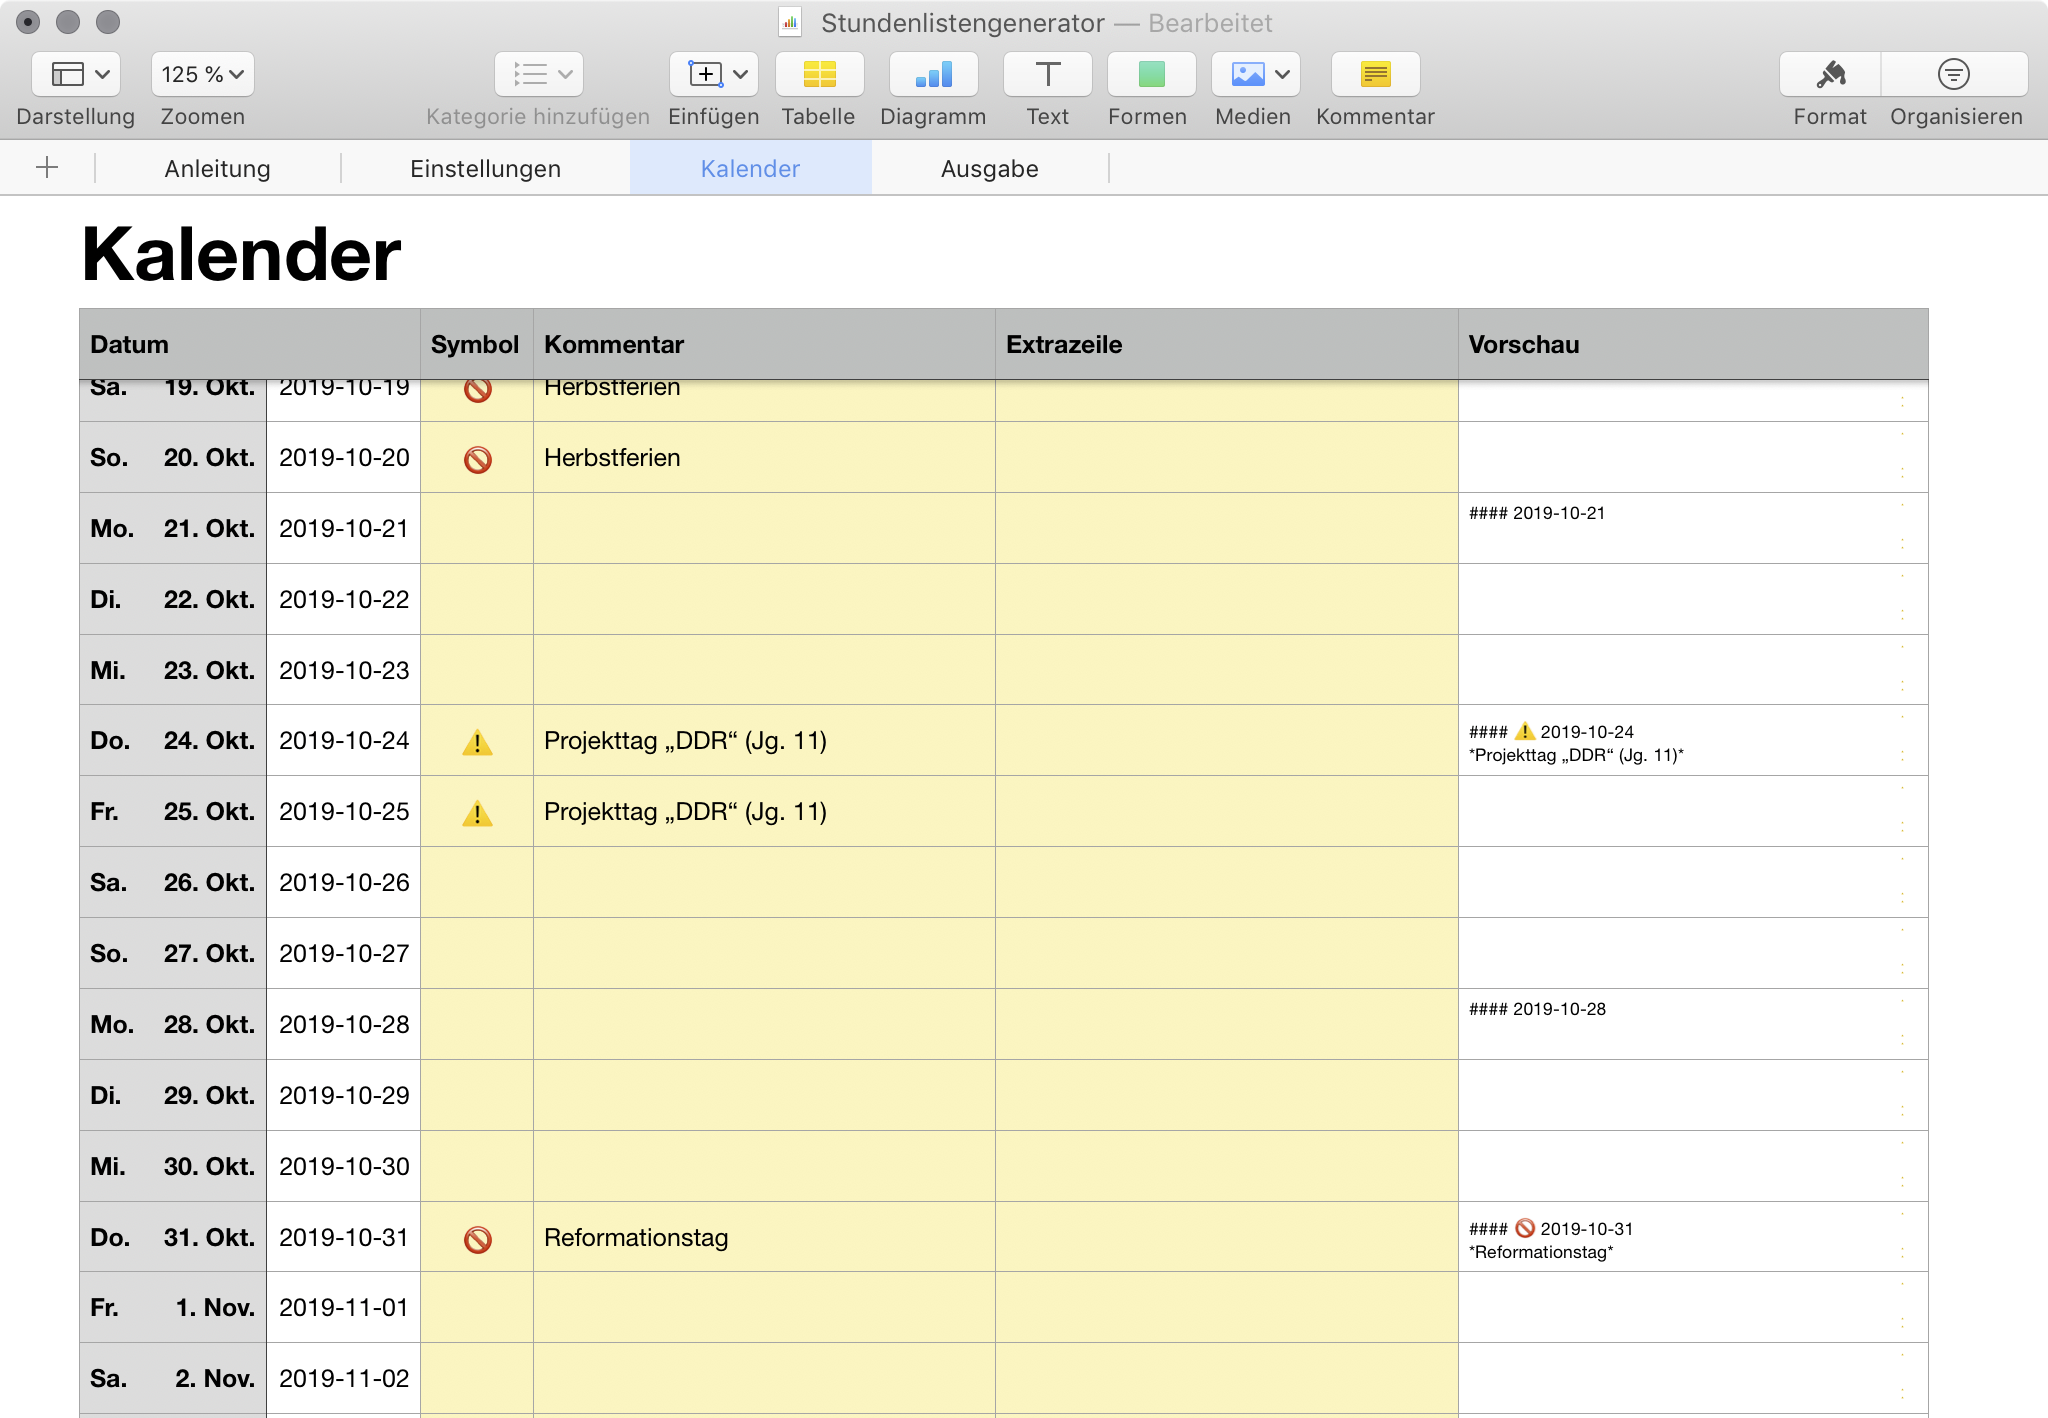 Stundenlistengenerator — Bearbeitet
125 %
Darstellung Zoomen Kategorie hinzufügen Einfügen Tabelle Diagramm Text Formen Medien Kommentar Format Organisieren
Anleitung Einstellungen Kalender Ausgabe
Kalender
Datum Symbol Kommentar Extrazeile Vorschau
Sa. 19. Okt. 2019-10-19 🚫 Herbstferien
So. 20. Okt. 2019-10-20 🚫 Herbstferien
Mo. 21. Okt. 2019-10-21 #### 2019-10-21
Di. 22. Okt. 2019-10-22
Mi. 23. Okt. 2019-10-23
Do. 24. Okt. 2019-10-24 ⚠️ Projekttag „DDR“ (Jg. 11) #### ⚠️ 2019-10-24
*Projekttag „DDR“ (Jg. 11)*
Fr. 25. Okt. 2019-10-25 ⚠️ Projekttag „DDR“ (Jg. 11)
Sa. 26. Okt. 2019-10-26
So. 27. Okt. 2019-10-27
Mo. 28. Okt. 2019-10-28 #### 2019-10-28
Di. 29. Okt. 2019-10-29
Mi. 30. Okt. 2019-10-30
Do. 31. Okt. 2019-10-31 🚫 Reformationstag #### 🚫 2019-10-31
*Reformationstag*
Fr. 1. Nov. 2019-11-01
Sa. 2. Nov. 2019-11-02